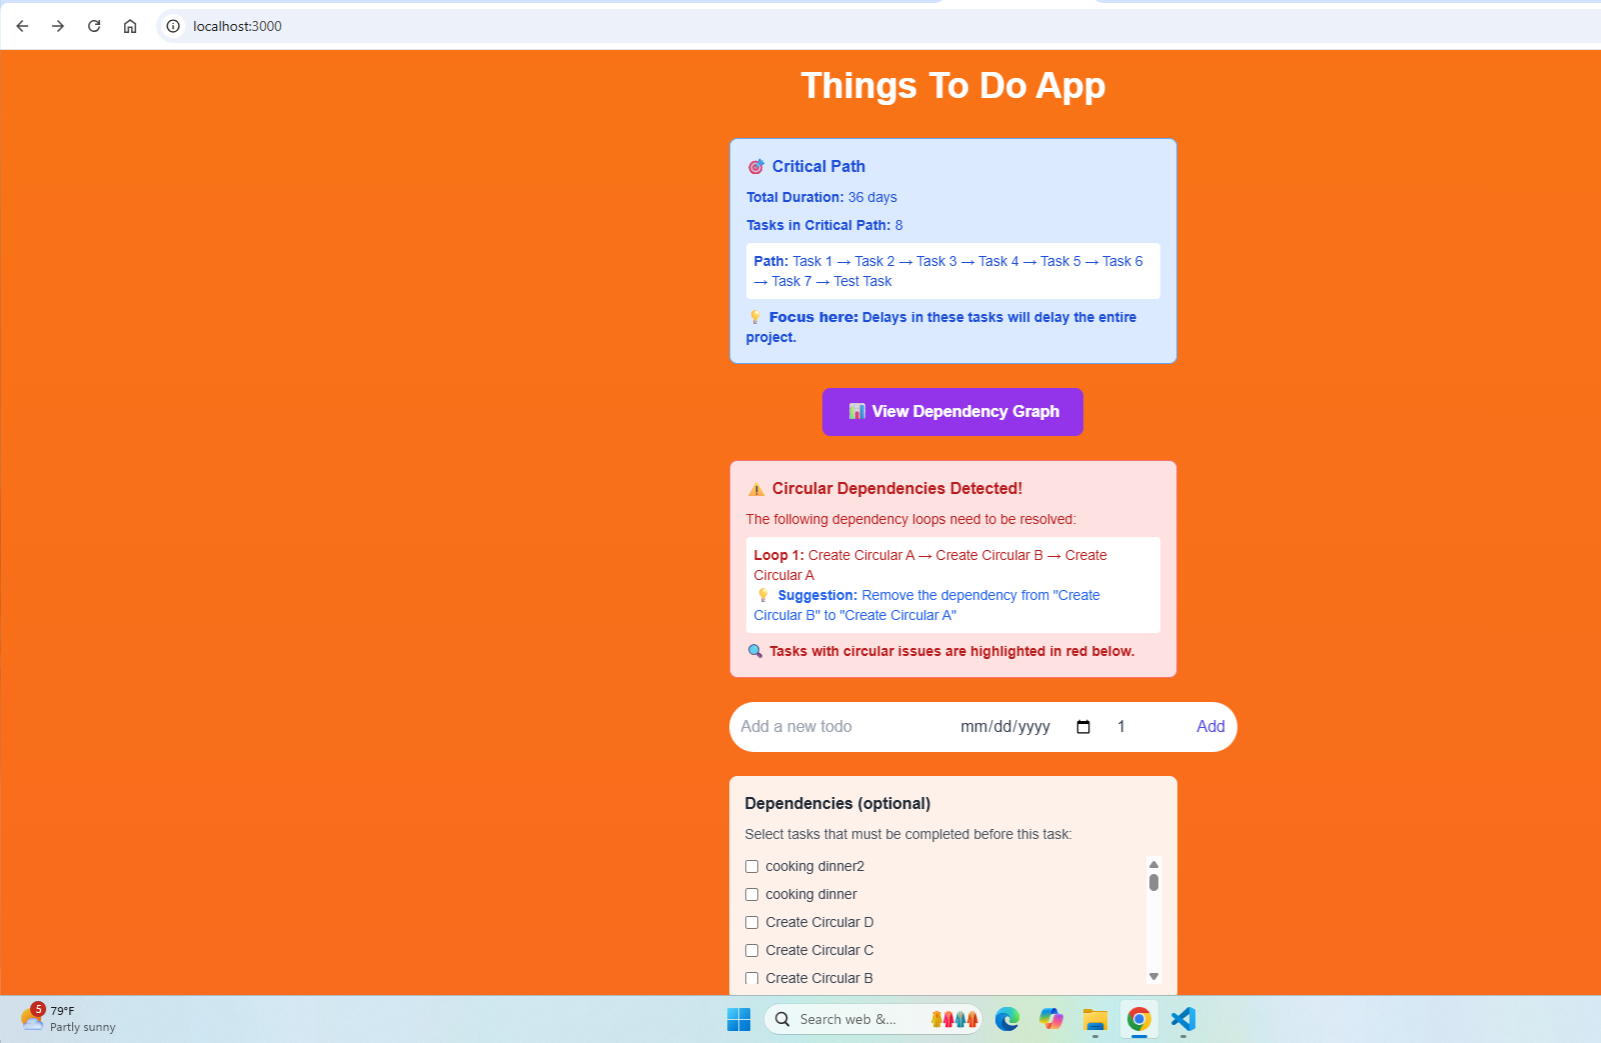 localhost:3000
Things To Do App
🎯 Critical Path
Total Duration: 36 days
Tasks in Critical Path: 8
Path: Task 1 → Task 2 → Task 3 → Task 4 → Task 5 → Task 6
→ Task 7 → Test Task
💡 Focus here: Delays in these tasks will delay the entire
project.
📊 View Dependency Graph
⚠️ Circular Dependencies Detected!
The following dependency loops need to be resolved:
Loop 1: Create Circular A → Create Circular B → Create
Circular A
💡 Suggestion: Remove the dependency from "Create
Circular B" to "Create Circular A"
🔍 Tasks with circular issues are highlighted in red below.
Add a new todo mm/dd/yyyy 1 Add
Dependencies (optional)
Select tasks that must be completed before this task:
cooking dinner2
cooking dinner
Create Circular D
Create Circular C
Create Circular B
5
79°F
Partly sunny
Search web &...